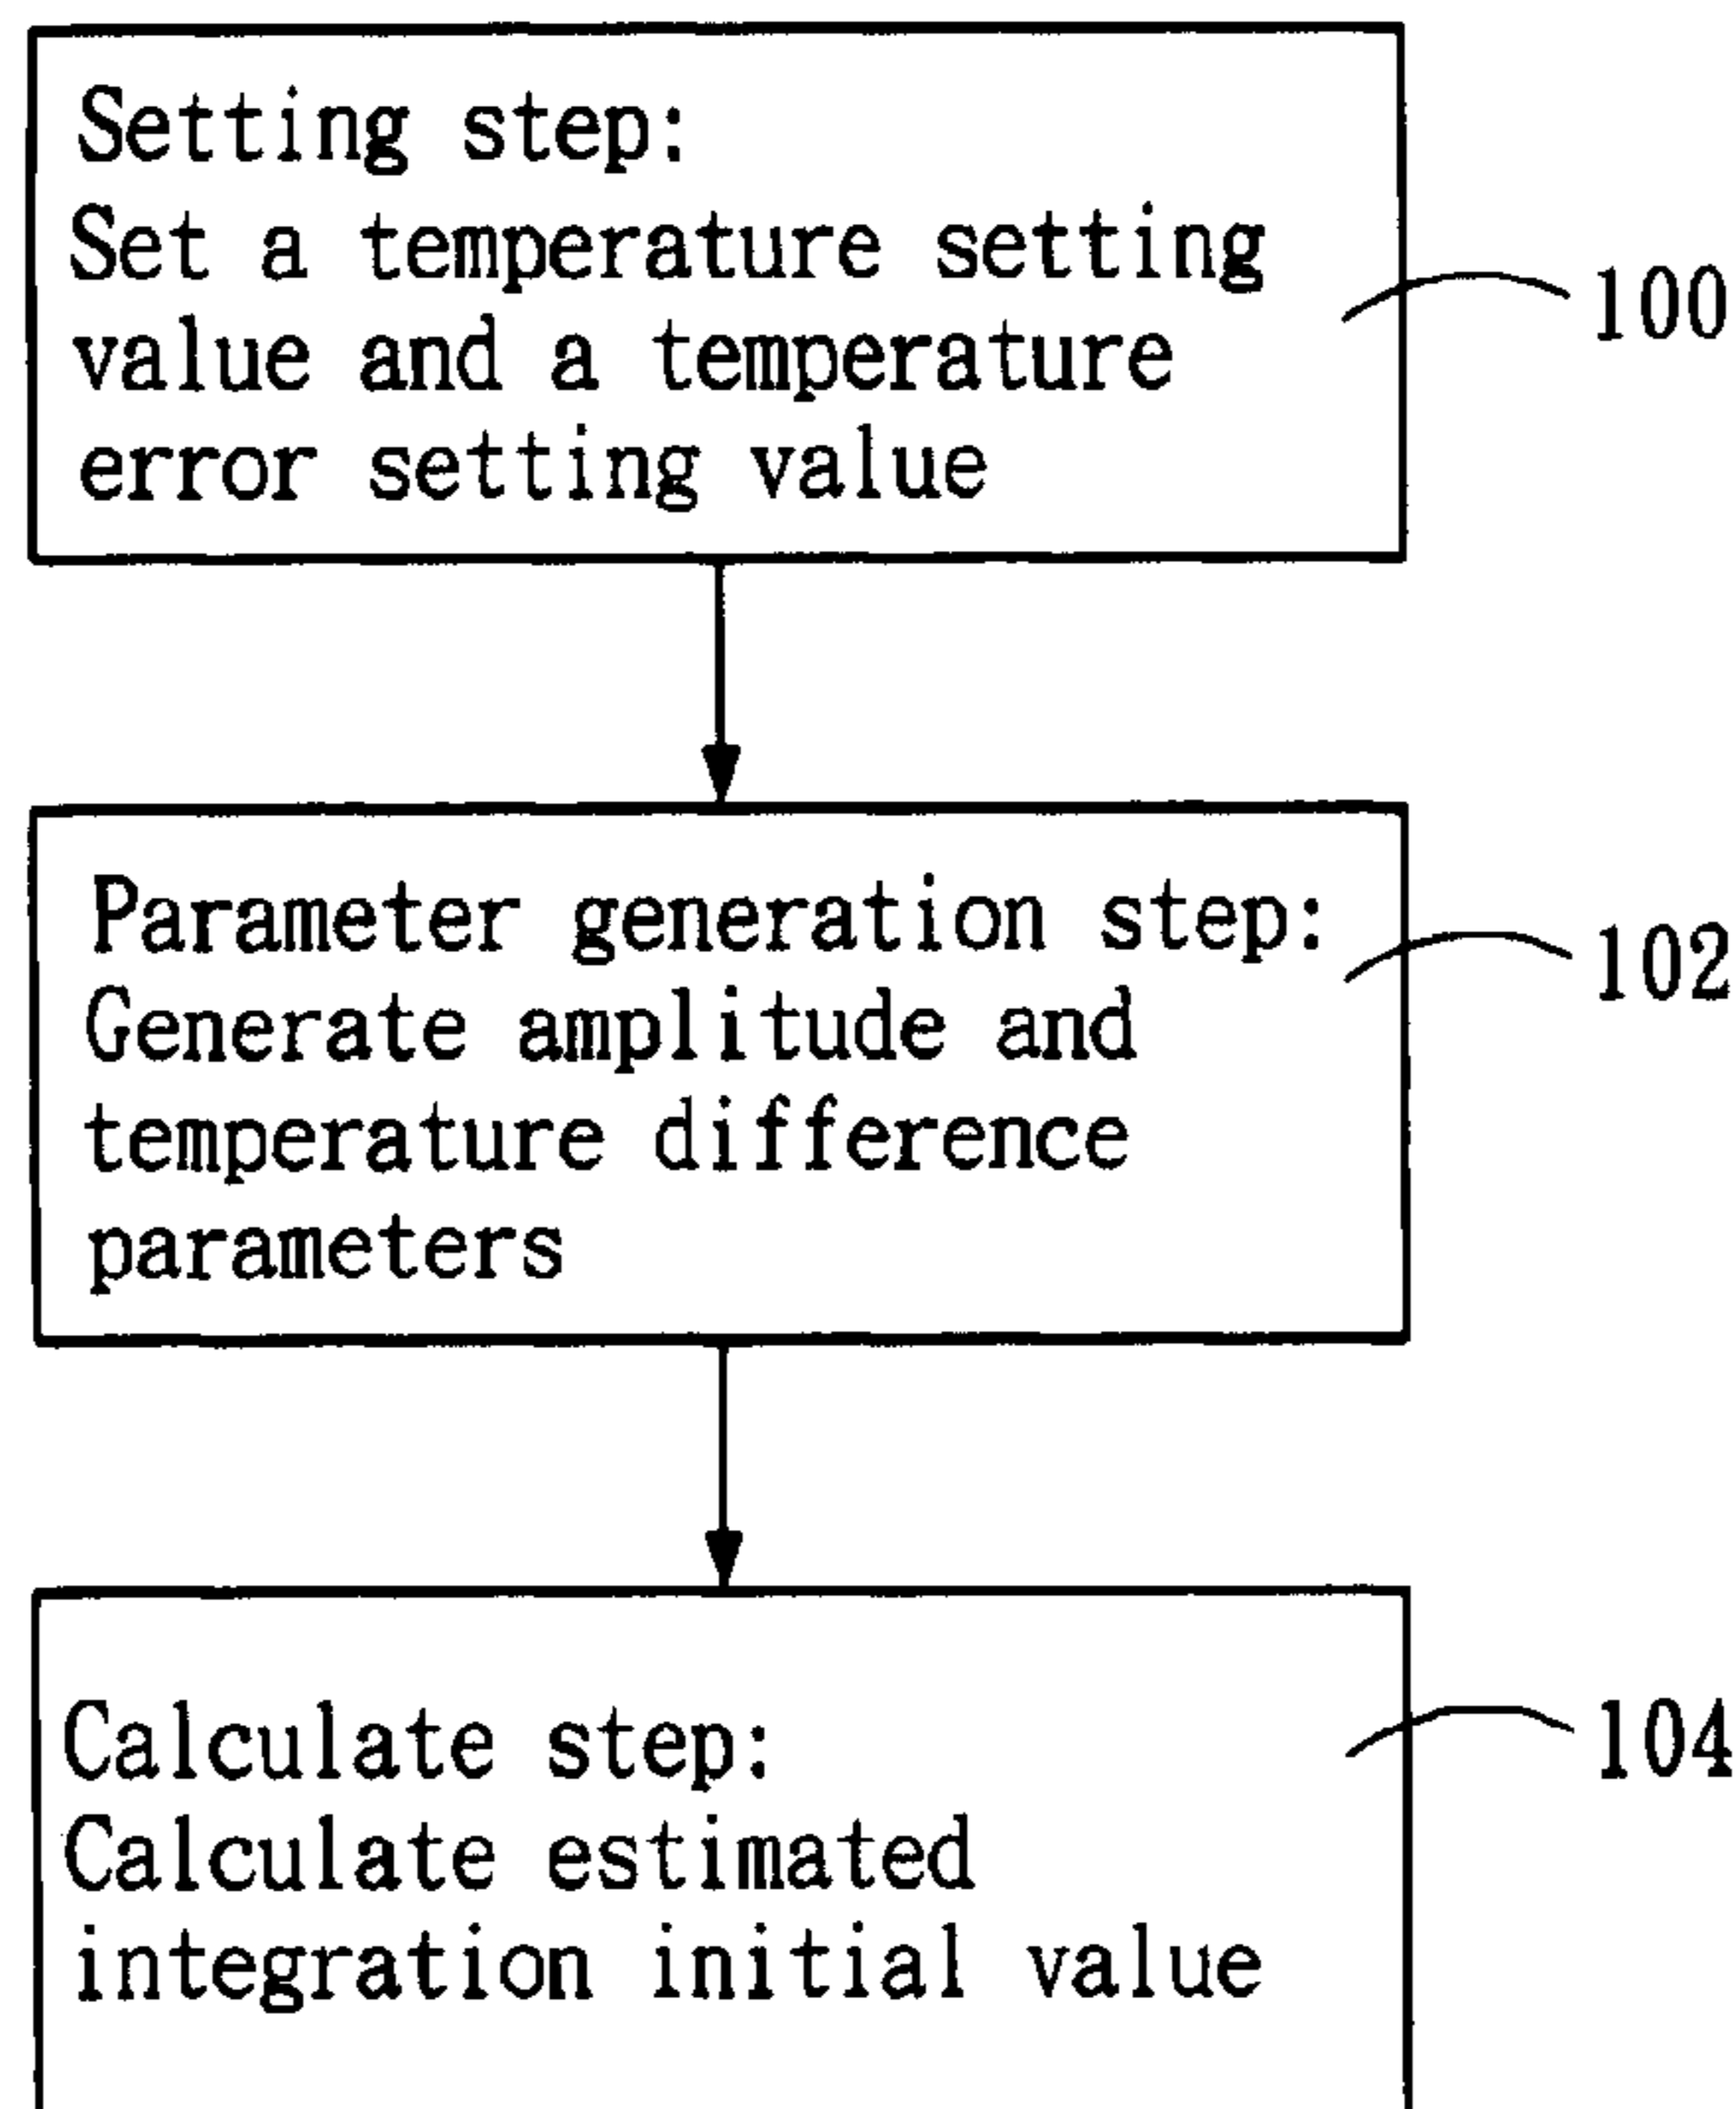 Setting step:
Set a temperature setting
value and a temperature
error setting value
100
Parameter generation step:
Generate amplitude and
temperature difference
parameters
102
Calculate step:
Calculate estimated
integration initial value
104